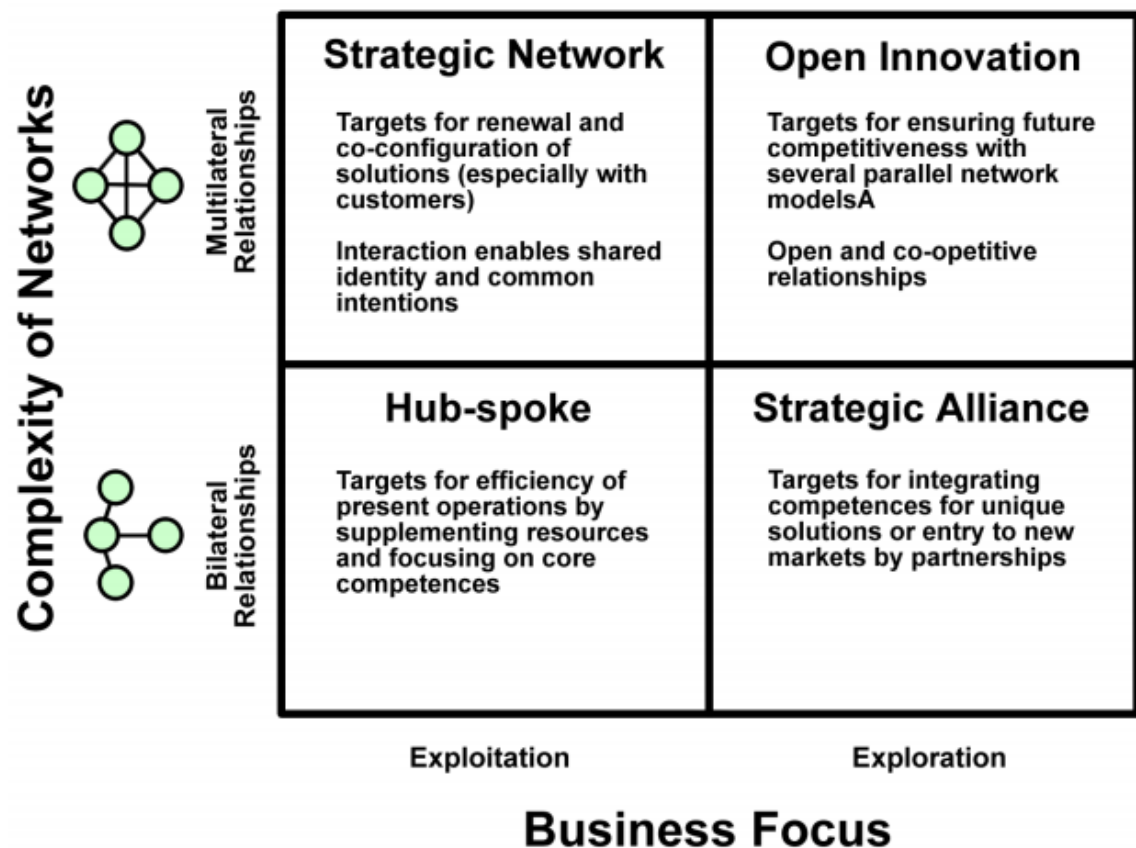 Complexity of Networks
Multilateral
Relationships
Strategic Network
Targets for renewal and
co-configuration of
solutions (especially with
customers)
Interaction enables shared
identity and common
intentions
Open Innovation
Targets for ensuring future
competitiveness with
several parallel network
modelsA
Open and co-opetitive
relationships
Bilateral
Relationships
Hub-spoke
Targets for efficiency of
present operations by
supplementing resources
and focusing on core
competences
Strategic Alliance
Targets for integrating
competences for unique
solutions or entry to new
markets by partnerships
Exploitation
Exploration
Business Focus